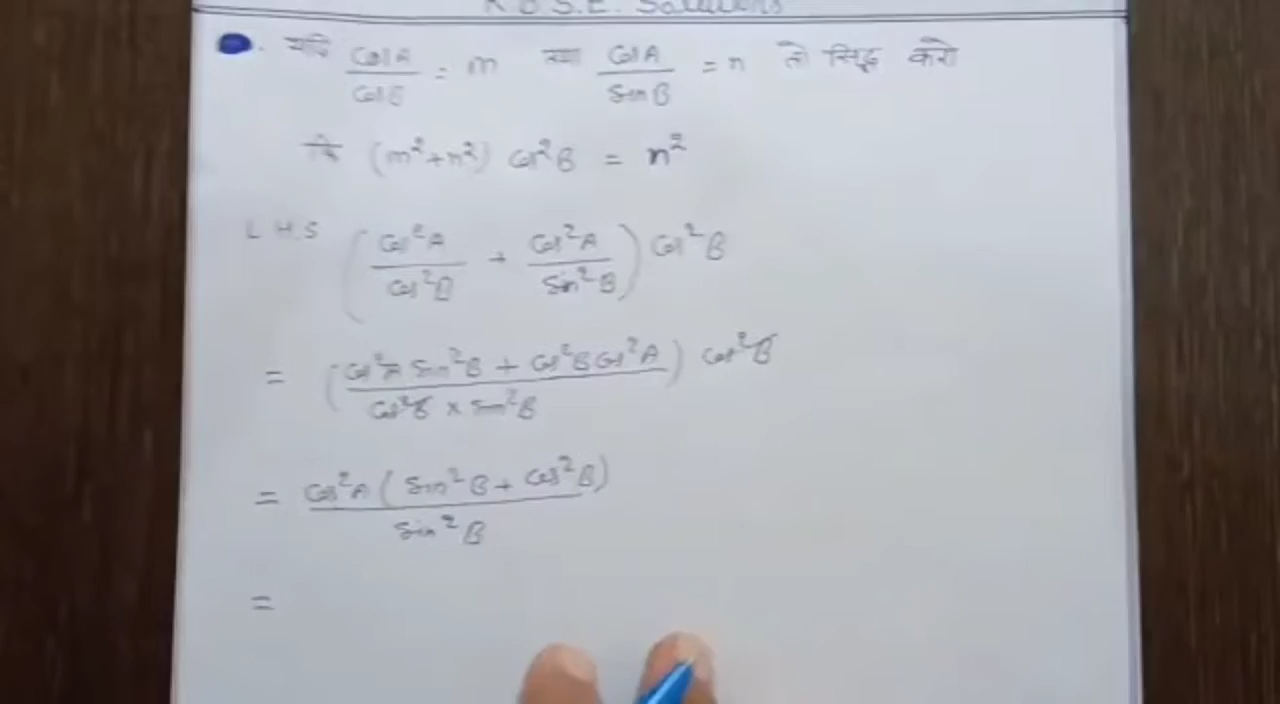 यदि cosA/cosB = m तथा cosA/sinB = n तो सिद्ध करो
कि (m²+n²) cos²B = n²
L.H.S (cos²A/cos²B + cos²A/sin²B) cos²B
= (cos²A sin²B + cos²B cos²A / cos²B × sin²B) cos²B
= cos²A (sin²B + cos²B) / sin²B
=